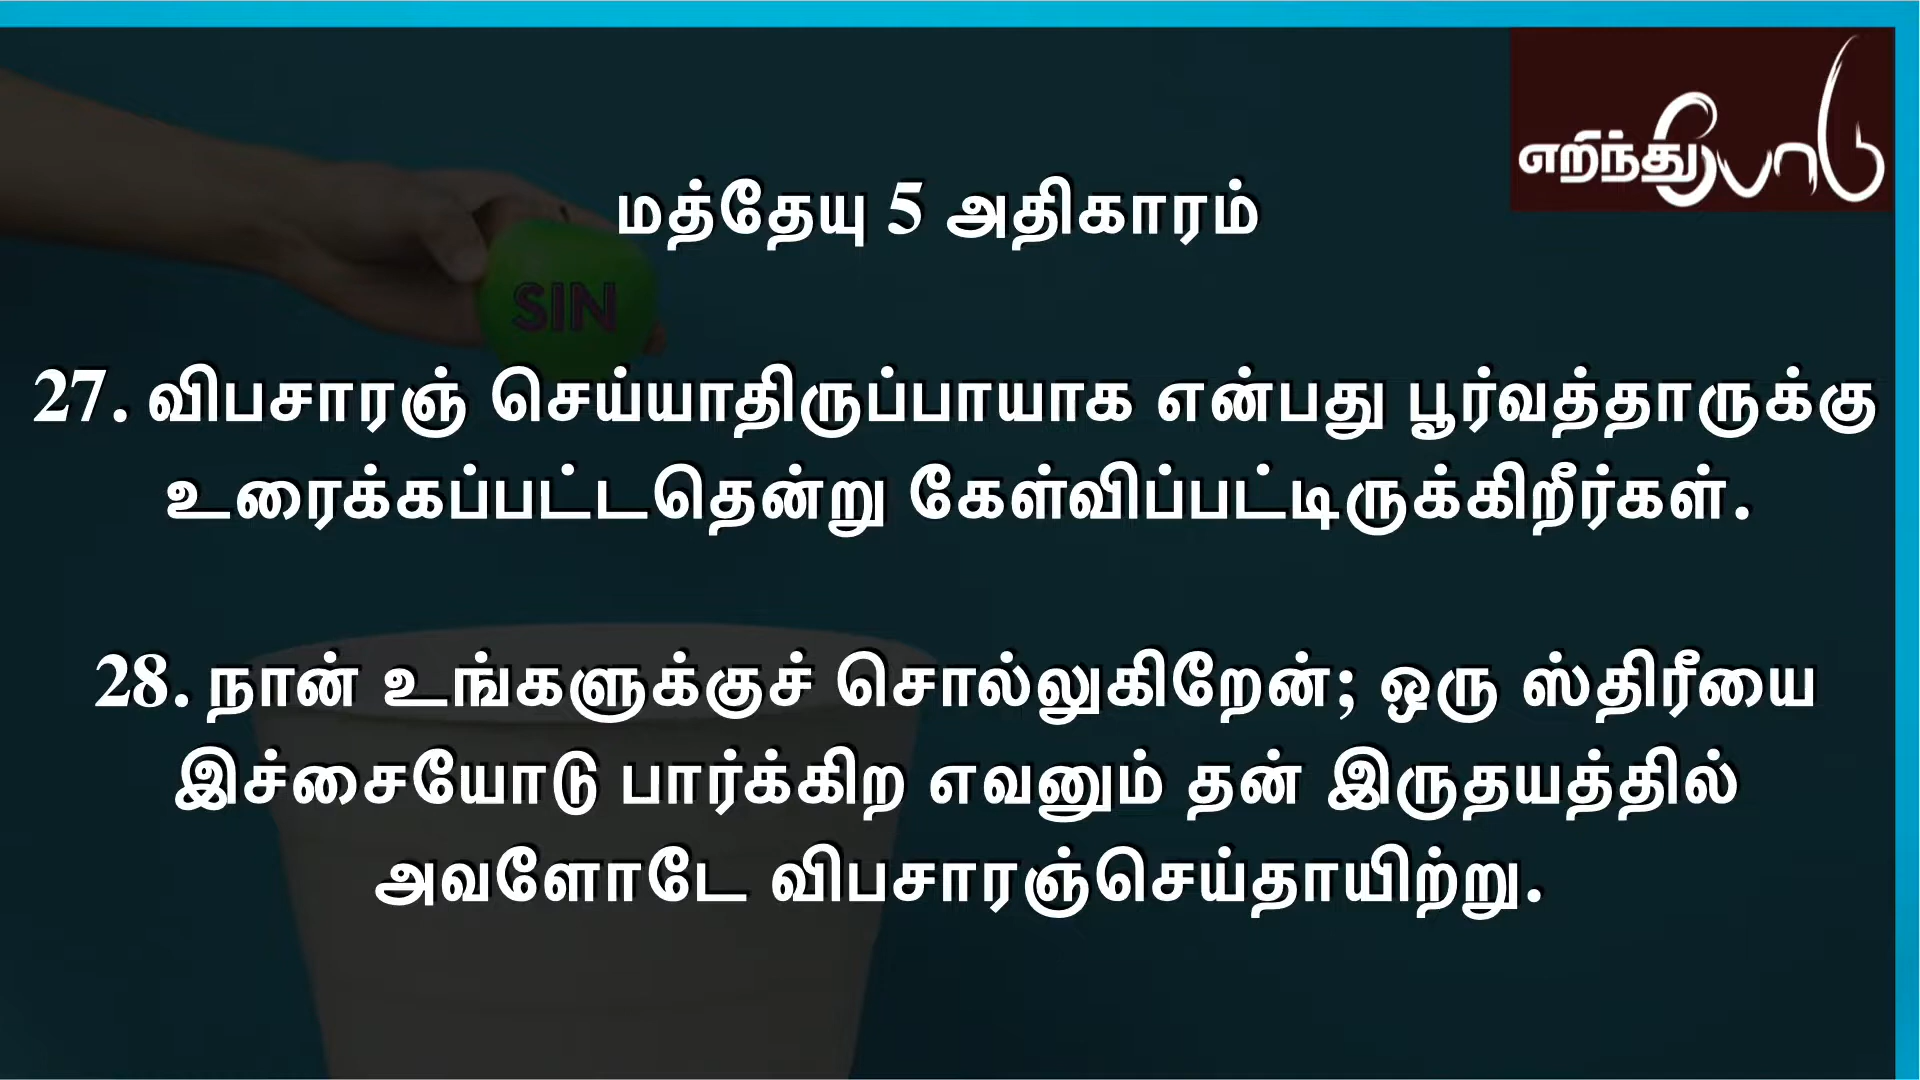 எறிந்து போடு
மத்தேயு 5 அதிகாரம்
SIN
27. விபசாரஞ் செய்யாதிருப்பாயாக என்பது பூர்வத்தாருக்கு
உரைக்கப்பட்டதென்று கேள்விப்பட்டிருக்கிறீர்கள்.
28. நான் உங்களுக்குச் சொல்லுகிறேன்; ஒரு ஸ்திரீயை
இச்சையோடு பார்க்கிற எவனும் தன் இருதயத்தில்
அவளோடே விபசாரஞ்செய்தாயிற்று.